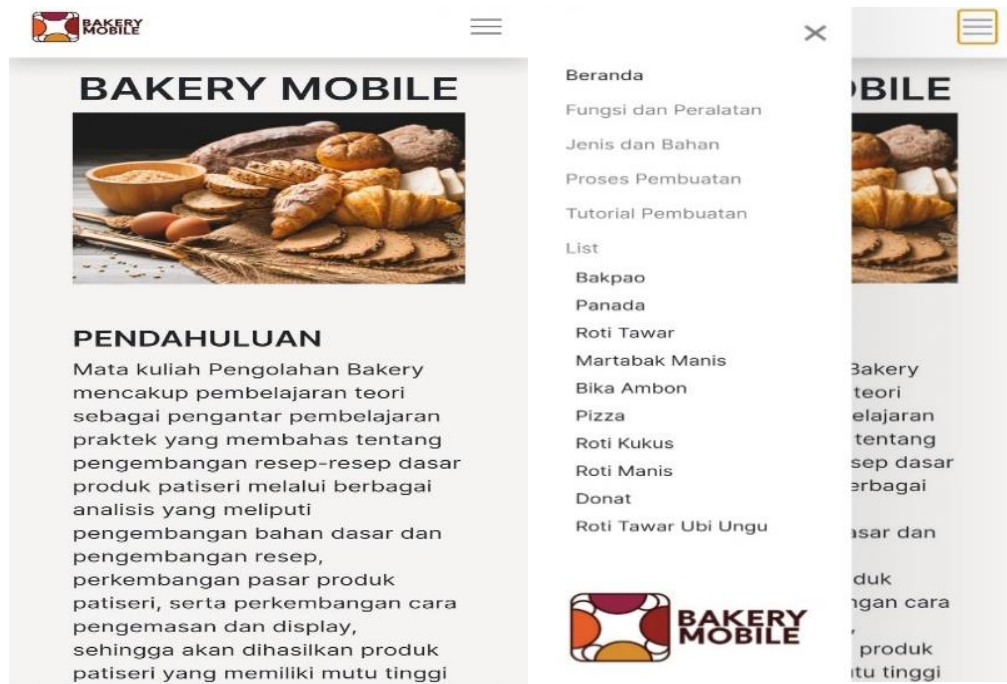 BAKERY
MOBILE
BAKERY MOBILE
PENDAHULUAN
Mata kuliah Pengolahan Bakery
mencakup pembelajaran teori
sebagai pengantar pembelajaran
praktek yang membahas tentang
pengembangan resep-resep dasar
produk patiseri melalui berbagai
analisis yang meliputi
pengembangan bahan dasar dan
pengembangan resep,
perkembangan pasar produk
patiseri, serta perkembangan cara
pengemasan dan display,
sehingga akan dihasilkan produk
patiseri yang memiliki mutu tinggi
Beranda
Fungsi dan Peralatan
Jenis dan Bahan
Proses Pembuatan
Tutorial Pembuatan
List
Bakpao
Panada
Roti Tawar
Martabak Manis
Bika Ambon
Pizza
Roti Kukus
Roti Manis
Donat
Roti Tawar Ubi Ungu
BAKERY
MOBILE
BILE
Bakery
teori
elajaran
tentang
sep dasar
erbagai
asar dan
duk
ngan cara
produk
tu tinggi